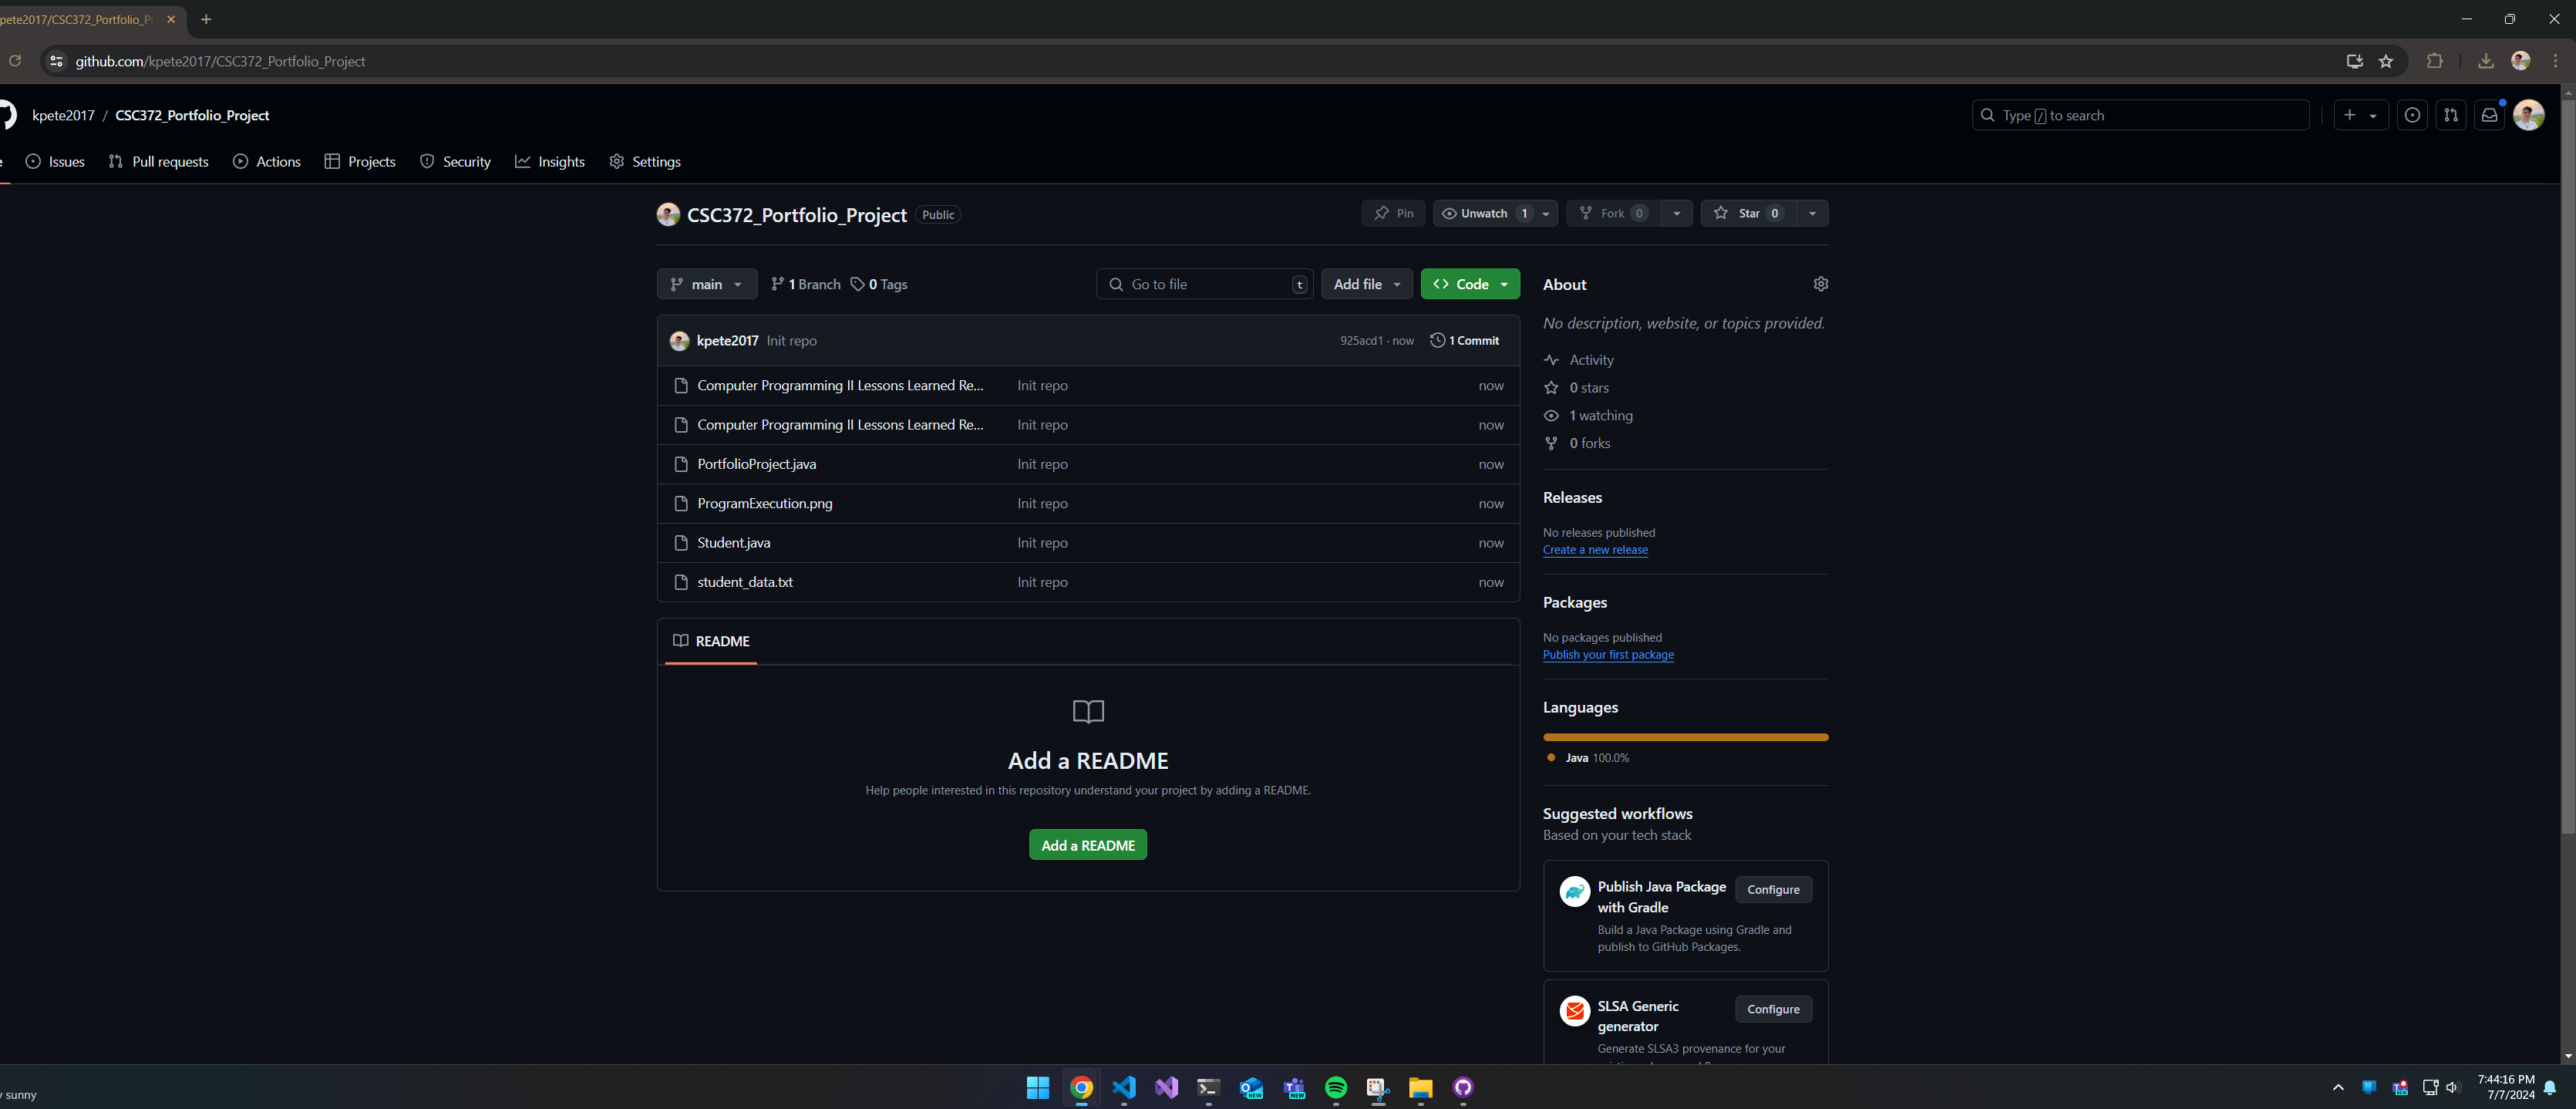 pete2017/CSC372_Portfolio_P
github.com/kpete2017/CSC372_Portfolio_Project
kpete2017 / CSC372_Portfolio_Project
Type / to search
Issues
Pull requests
Actions
Projects
Security
Insights
Settings
CSC372_Portfolio_Project Public
Pin
Unwatch 1
Fork 0
Star 0
main
1 Branch
0 Tags
Go to file t
Add file
Code
kpete2017 Init repo 925acd1 · now 1 Commit
Computer Programming II Lessons Learned Re... Init repo now
Computer Programming II Lessons Learned Re... Init repo now
PortfolioProject.java Init repo now
ProgramExecution.png Init repo now
Student.java Init repo now
student_data.txt Init repo now
README
Add a README
Help people interested in this repository understand your project by adding a README.
Add a README
About
No description, website, or topics provided.
Activity
0 stars
1 watching
0 forks
Releases
No releases published
Create a new release
Packages
No packages published
Publish your first package
Languages
Java 100.0%
Suggested workflows
Based on your tech stack
Publish Java Package
with Gradle
Configure
Build a Java Package using Gradle and
publish to GitHub Packages.
SLSA Generic
generator
Configure
Generate SLSA3 provenance for your
y sunny
NEW
NEW
7:44:16 PM
7/7/2024